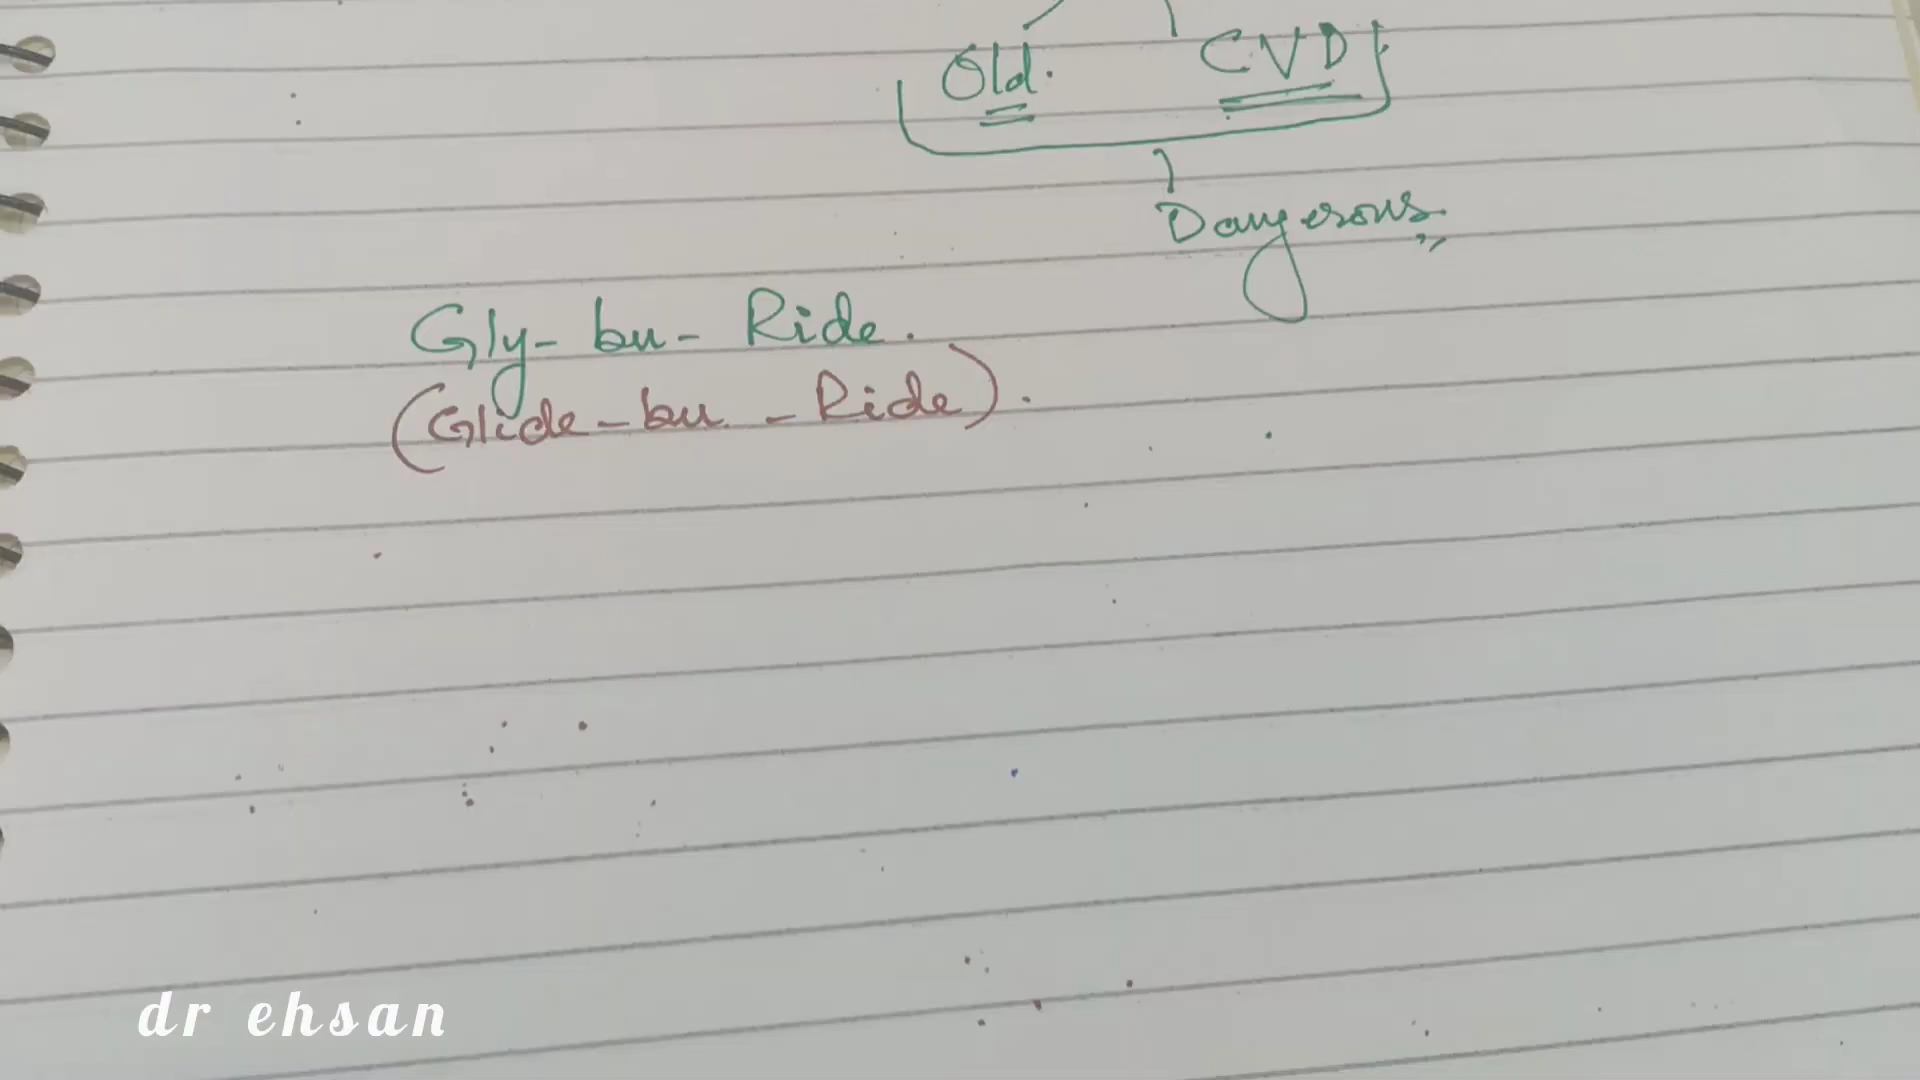 Old. CVD
Dangerous
Gly-bu-Ride.
(Glide-bu-Ride).
dr ehsan